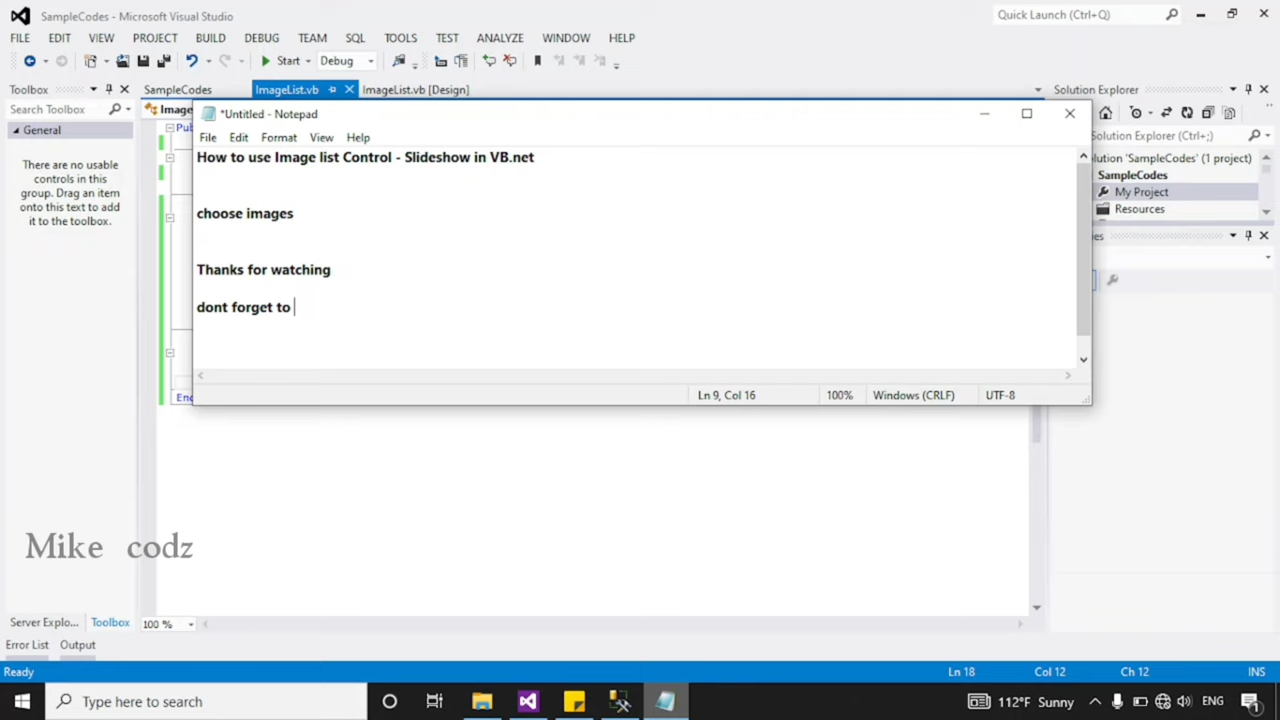 SampleCodes - Microsoft Visual Studio
Quick Launch (Ctrl+Q)
FILE EDIT VIEW PROJECT BUILD DEBUG TEAM SQL TOOLS TEST ANALYZE WINDOW HELP
Start Debug
Toolbox
SampleCodes ImageList.vb ImageList.vb [Design]
Solution Explorer
Search Toolbox
Image
*Untitled - Notepad
General
Pu
File Edit Format View Help
Explorer (Ctrl+;)
There are no usable
controls in this
group. Drag an item
onto this text to add
it to the toolbox.
How to use Image list Control - Slideshow in VB.net
choose images
Thanks for watching
dont forget to
lution 'SampleCodes' (1 project)
SampleCodes
My Project
Resources
ies
Ln 9, Col 16 100% Windows (CRLF) UTF-8
Enc
Mike codz
Server Explo... Toolbox
100 %
Error List Output
Ready
Ln 18 Col 12 Ch 12 INS
Type here to search
112°F Sunny
ENG
1